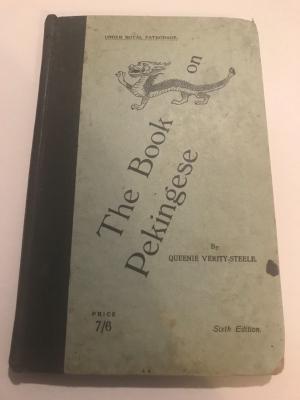 UNDER ROYAL PATRONAGE.
The Book on
Pekingese
By
QUEENIE VERITY-STEELE.
PRICE
7/6
Sixth Edition.